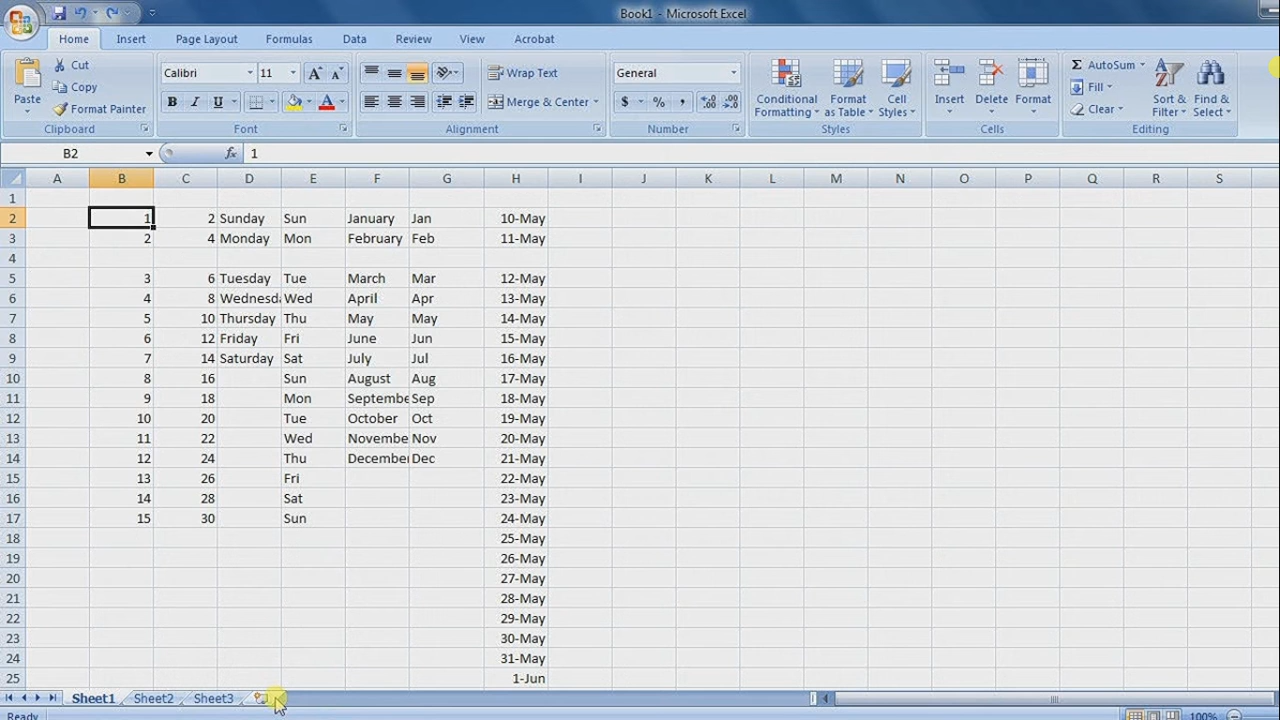 Book1 - Microsoft Excel
Home Insert Page Layout Formulas Data Review View Acrobat
Paste Cut Copy Format Painter Clipboard
Calibri 11 A A B I U A Font
Wrap Text Merge & Center Alignment
General $ % , Number
Conditional Formatting Format as Table Cell Styles Styles
Insert Delete Format Cells
Σ AutoSum Fill Clear Sort & Filter Find & Select Editing
B2 fx 1
A B C D E F G H I J K L M N O P Q R S
1
2 1 2 Sunday Sun January Jan 10-May
3 2 4 Monday Mon February Feb 11-May
4
5 3 6 Tuesday Tue March Mar 12-May
6 4 8 Wednesda Wed April Apr 13-May
7 5 10 Thursday Thu May May 14-May
8 6 12 Friday Fri June Jun 15-May
9 7 14 Saturday Sat July Jul 16-May
10 8 16 Sun August Aug 17-May
11 9 18 Mon Septembe Sep 18-May
12 10 20 Tue October Oct 19-May
13 11 22 Wed Novembe Nov 20-May
14 12 24 Thu December Dec 21-May
15 13 26 Fri 22-May
16 14 28 Sat 23-May
17 15 30 Sun 24-May
18 25-May
19 26-May
20 27-May
21 28-May
22 29-May
23 30-May
24 31-May
25 1-Jun
Sheet1 Sheet2 Sheet3
Ready 100%